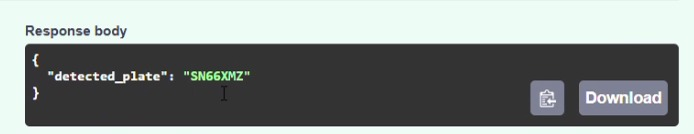 Response body
{
  "detected_plate": "SN66XMZ"
}
Download